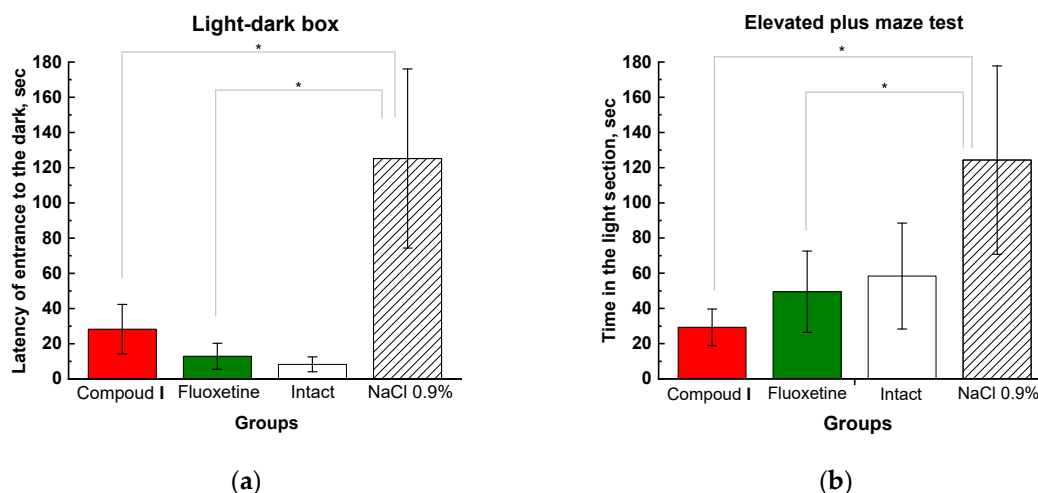 Light-dark box
*
*
Latency of entrance to the dark, sec
180
160
140
120
100
80
60
40
20
0
Compoud I Fluoxetine Intact NaCl 0.9%
Groups
(a)
Elevated plus maze test
*
*
Time in the light section, sec
180
160
140
120
100
80
60
40
20
0
Compoud I Fluoxetine Intact NaCl 0.9%
Groups
(b)